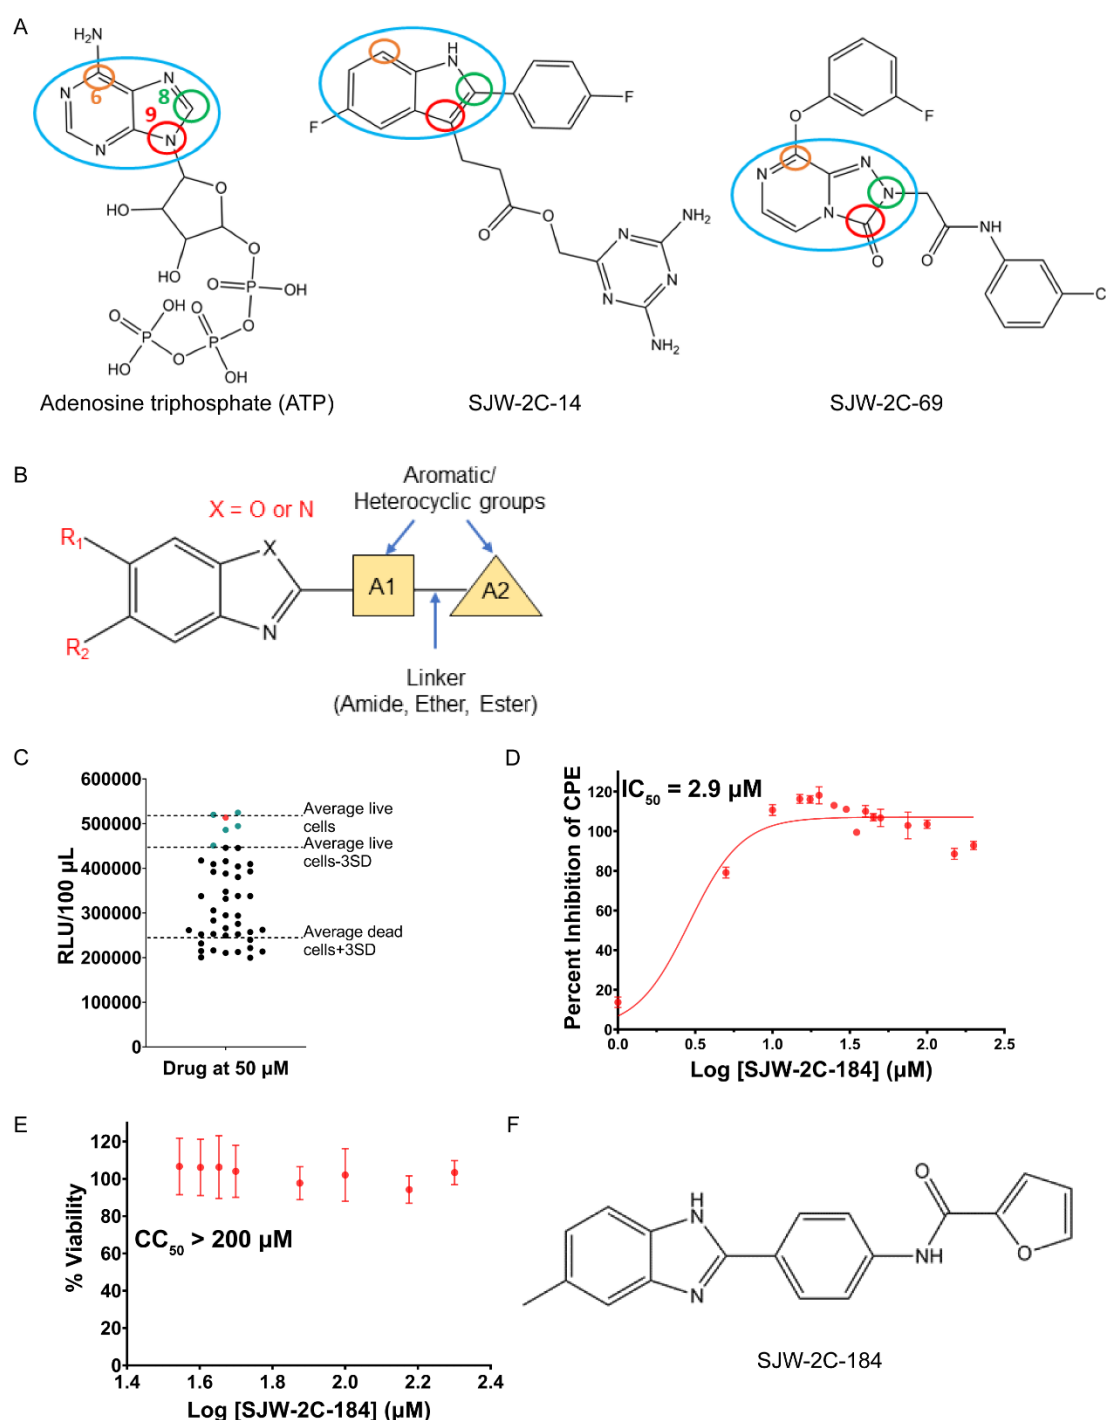 A
NH₂
H₂N
N
N
N
N
6
8
9
O
HO
HO
O
O
P
OH
O
OH
O
O
P
P
HO
O
HO
OH
Adenosine triphosphate (ATP)
H
N
F
F
O
O
NH₂
N
N
N
NH₂
SJW-2C-14
F
O
N
N
N
N
O
O
NH
C
SJW-2C-69
B
Aromatic/
Heterocyclic groups
X = O or N
R₁
X
A1
A2
N
R₂
Linker
(Amide, Ether, Ester)
C
RLU/100 µL
600000
500000
400000
300000
200000
100000
0
Average live
cells
Average live
cells-3SD
Average dead
cells+3SD
Drug at 50 µM
D
Percent Inhibition of CPE
IC₅₀ = 2.9 µM
120
100
80
60
40
20
0
0.0
0.5
1.0
1.5
2.0
2.5
Log [SJW-2C-184] (µM)
E
% Viability
120
100
80
60
40
20
0
CC₅₀ > 200 µM
1.4
1.6
1.8
2.0
2.2
2.4
Log [SJW-2C-184] (µM)
F
H
N
N
O
NH
O
SJW-2C-184